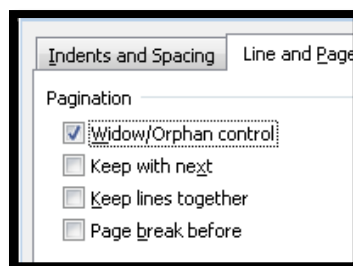 Indents and Spacing Line and Page
Pagination
Widow/Orphan control
Keep with next
Keep lines together
Page break before